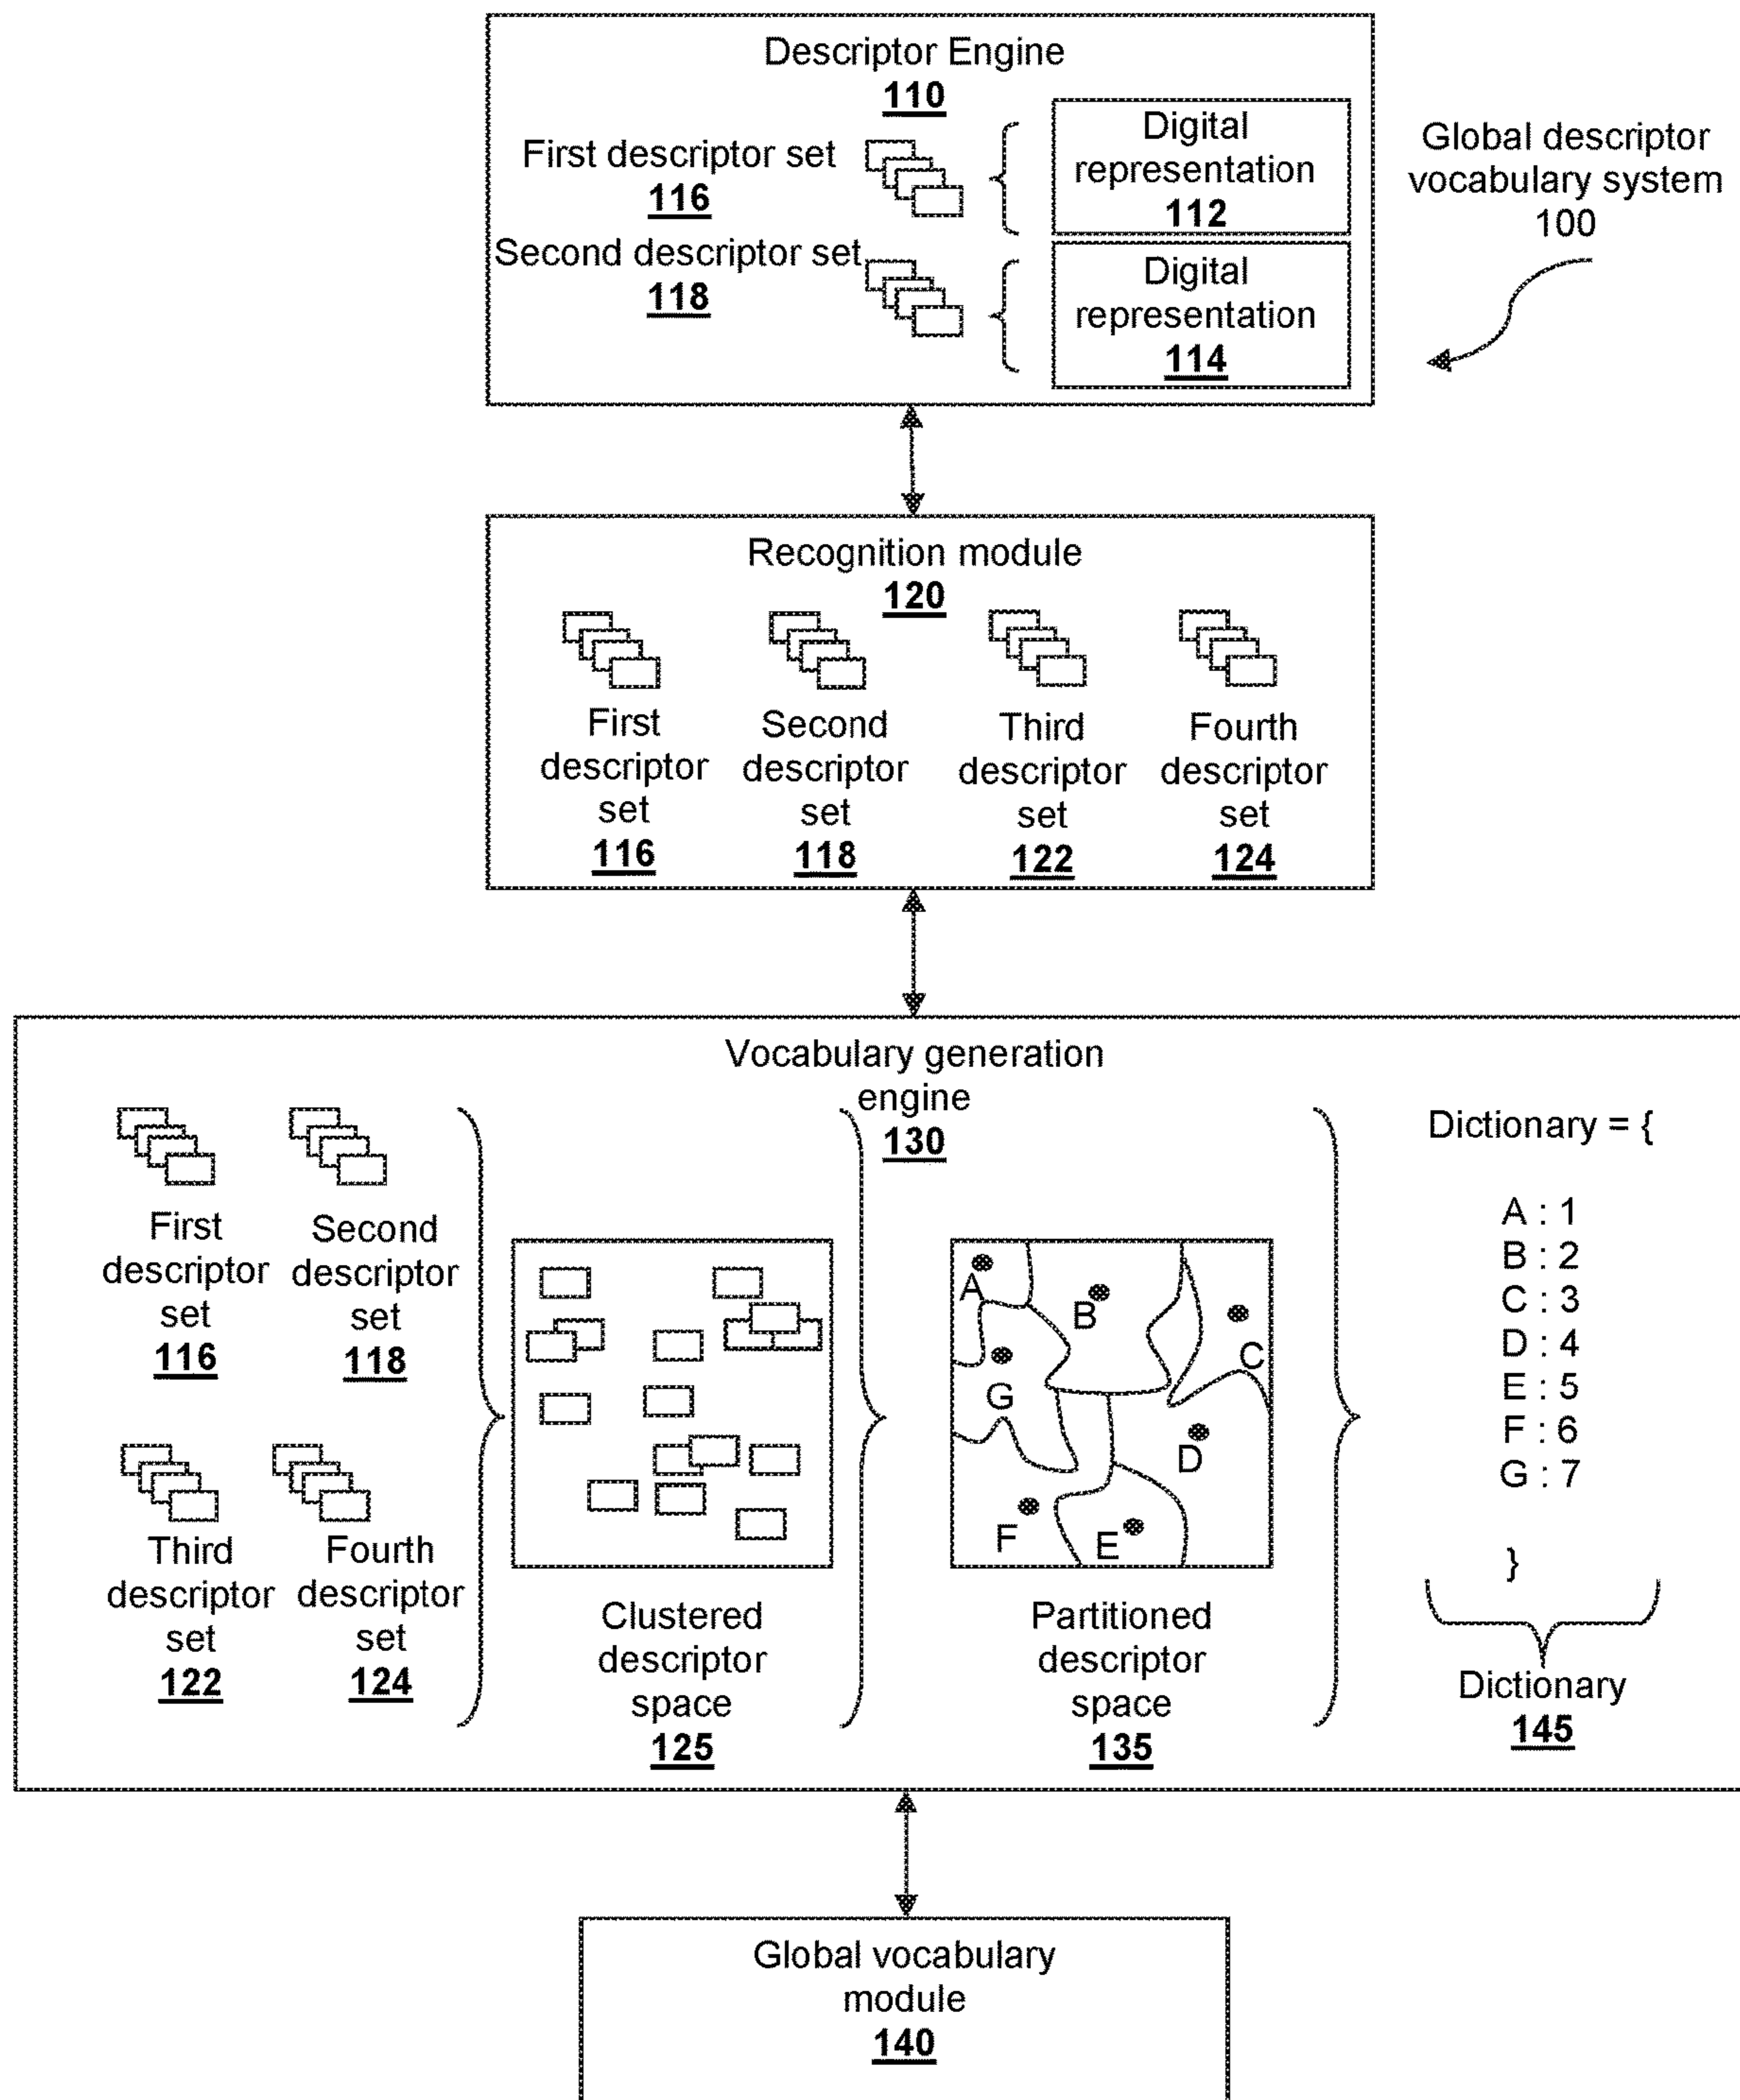 Descriptor Engine
110
First descriptor set
116
Second descriptor set
118
Digital
representation
112
Digital
representation
114
Global descriptor
vocabulary system
100
Recognition module
120
First
descriptor
set
116
Second
descriptor
set
118
Third
descriptor
set
122
Fourth
descriptor
set
124
Vocabulary generation
engine
130
First
descriptor
set
116
Second
descriptor
set
118
Third
descriptor
set
122
Fourth
descriptor
set
124
Clustered
descriptor
space
125
A
B
C
G
D
F
E
Partitioned
descriptor
space
135
Dictionary = {
A : 1
B : 2
C : 3
D : 4
E : 5
F : 6
G : 7
}
Dictionary
145
Global vocabulary
module
140